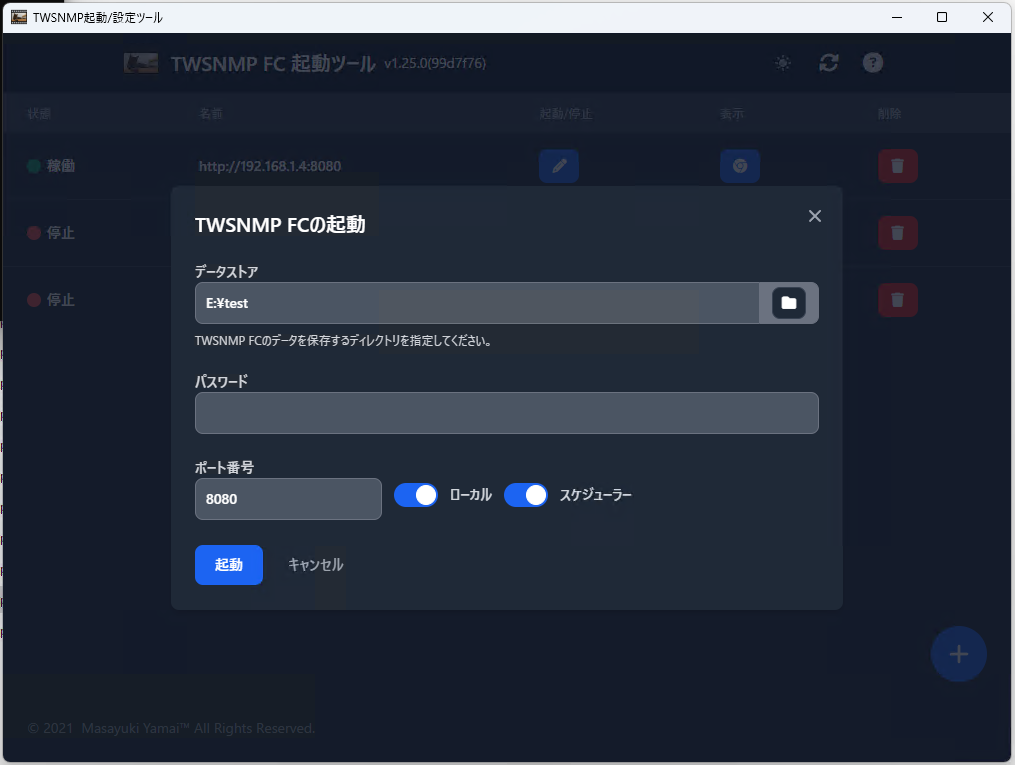 TWSNMP起動/設定ツール
TWSNMP FC 起動ツール v1.25.0(99d7f76)
状態 名前 起動/停止 表示 削除
稼働 http://192.168.1.4:8080
停止
停止
TWSNMP FCの起動
データストア
E:¥test
TWSNMP FCのデータを保存するディレクトリを指定してください。
パスワード
ポート番号
8080 ローカル スケジューラー
起動 キャンセル
© 2021 Masayuki Yamai™ All Rights Reserved.